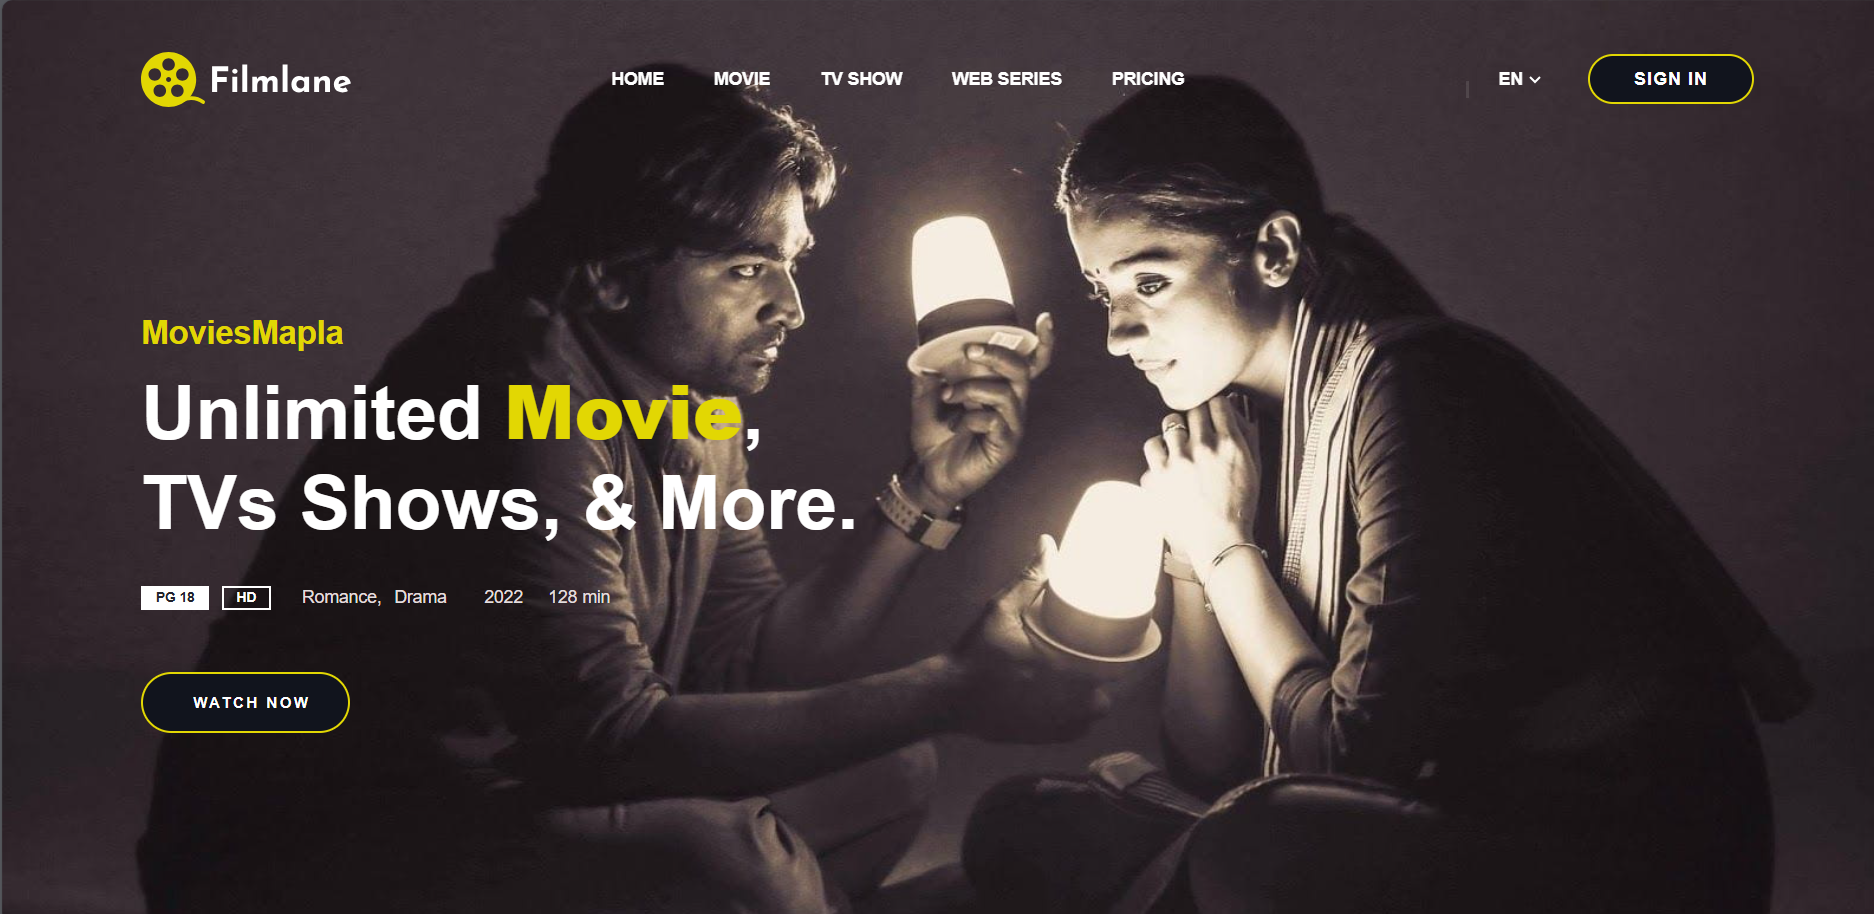 Filmlane
HOME MOVIE TV SHOW WEB SERIES PRICING
EN
SIGN IN
MoviesMapla
Unlimited Movie,
TVs Shows, & More.
PG 18 HD Romance, Drama 2022 128 min
WATCH NOW